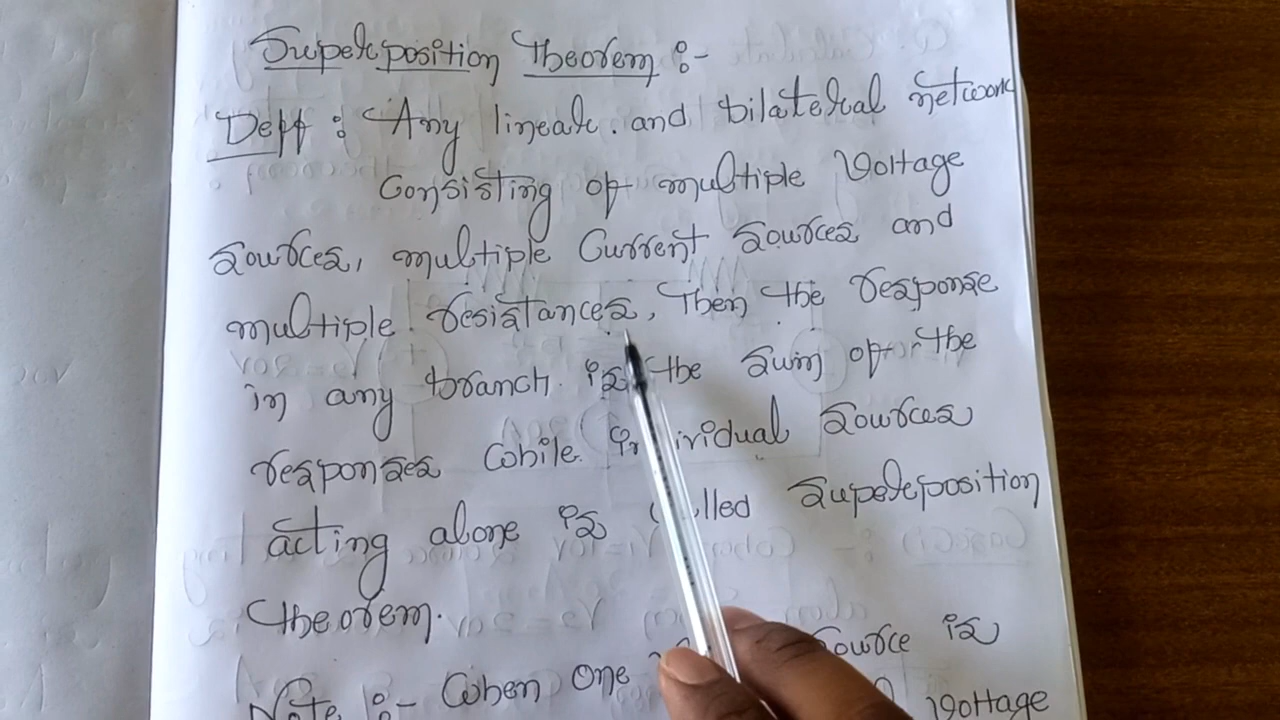 Superposition Theorem :-
Deff : Any linear and bilateral network
consisting of multiple voltage
sources, multiple current sources and
multiple resistances, Then the response
in any branch is the sum of the
responses while individual sources
acting alone is called superposition
theorem.
Note :- When one source is
voltage